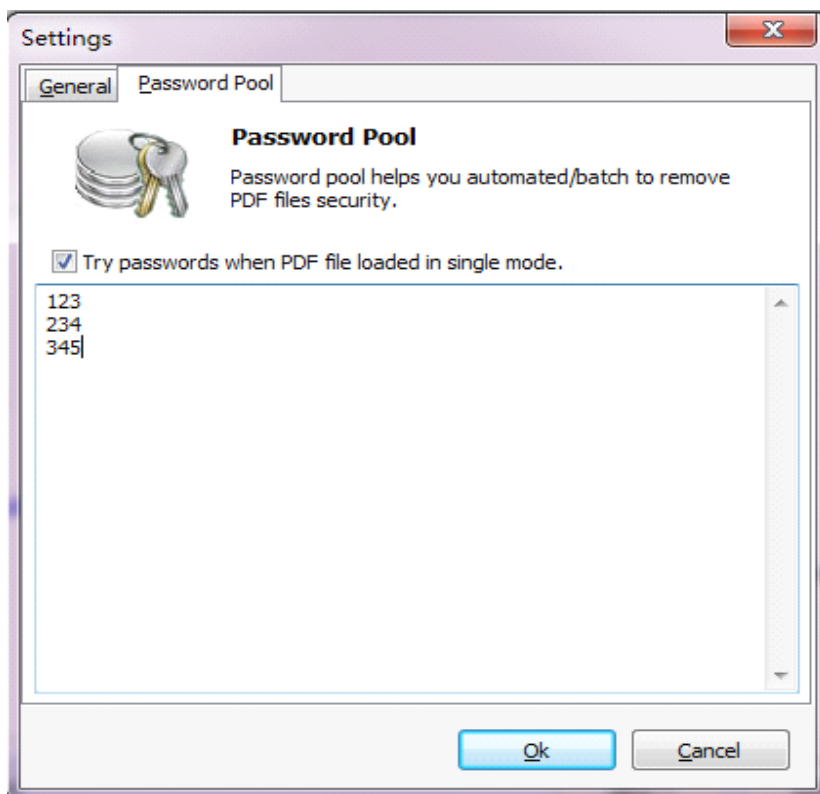 Settings
General Password Pool
Password Pool
Password pool helps you automated/batch to remove
PDF files security.
Try passwords when PDF file loaded in single mode.
123
234
345
Ok Cancel